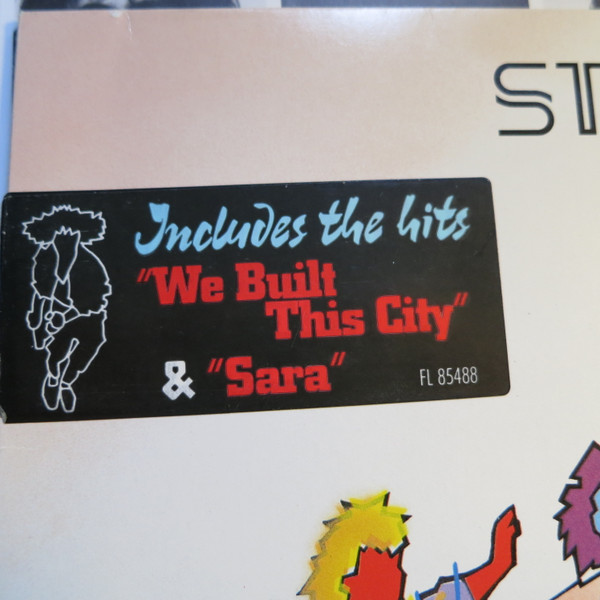 ST
Includes the hits
"We Built
This City"
& "Sara"
FL 85488